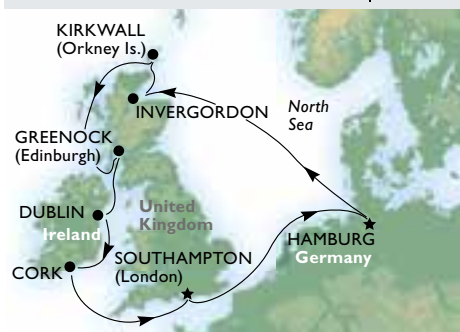 KIRKWALL
(Orkney Is.)
INVERGORDON
North
Sea
GREENOCK
(Edinburgh)
DUBLIN
Ireland
United
Kingdom
CORK
SOUTHAMPTON
(London)
HAMBURG
Germany